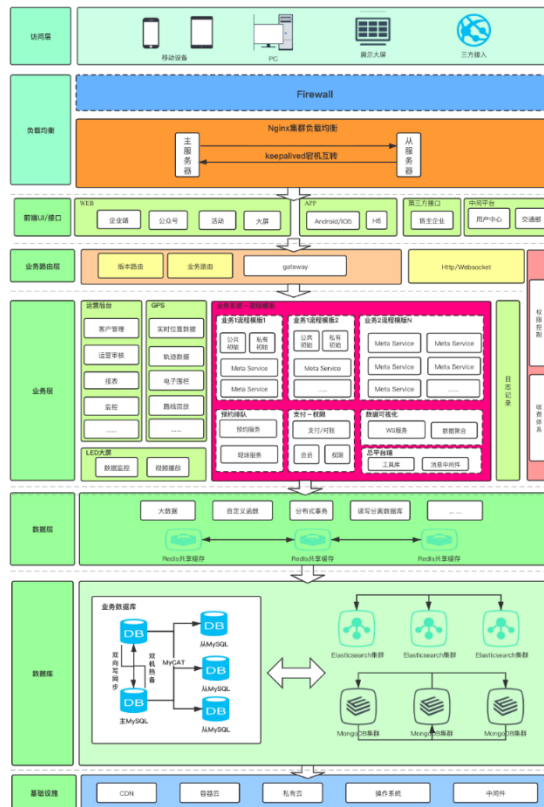 访问层
移动设备
PC
展示大屏
三方接入
负载均衡
Firewall
Nginx集群负载均衡
主服务器
从服务器
keepalived宕机互转
前端UI/接口
WEB
企业端
公众号
活动
大屏
APP
Android/IOS
H5
第三方接口
货主企业
中间平台
用户中心
交通部
业务路由层
版本路由
业务路由
gateway
Http/Websocket
业务层
运营后台
客户管理
运营审核
报表
监控
......
GPS
实时位置数据
轨迹数据
电子围栏
路线回放
......
LED大屏
数据监控
视频播放
业务系统－流程模板
业务1流程模版1
公共初始
私有初始
Meta Service
Meta Service
业务1流程模版2
公共初始
私有初始
Meta Service
......
业务2流程模版N
Meta Service
Meta Service
Meta Service
Meta Service
Meta Service
Meta Service
预约排队
预约服务
现场服务
支付－权限
支付/对账
会员
权限
数据可视化
WS服务
数据聚合
总平台端
工具库
消息中间件
日志记录
权限控制
收费体系
数据层
大数据
自定义函数
分布式事务
读写分离数据库
... ...
Redis共享缓存
Redis共享缓存
Redis共享缓存
数据库
业务数据库
DB
DB
双向写同步
双机热备
主MySQL
MyCAT
DB
从MySQL
DB
从MySQL
DB
从MySQL
Elasticsearch集群
Elasticsearch集群
Elasticsearch集群
MongoDB集群
MongoDB集群
MongoDB集群
基础设施
CDN
容器云
私有云
操作系统
中间件